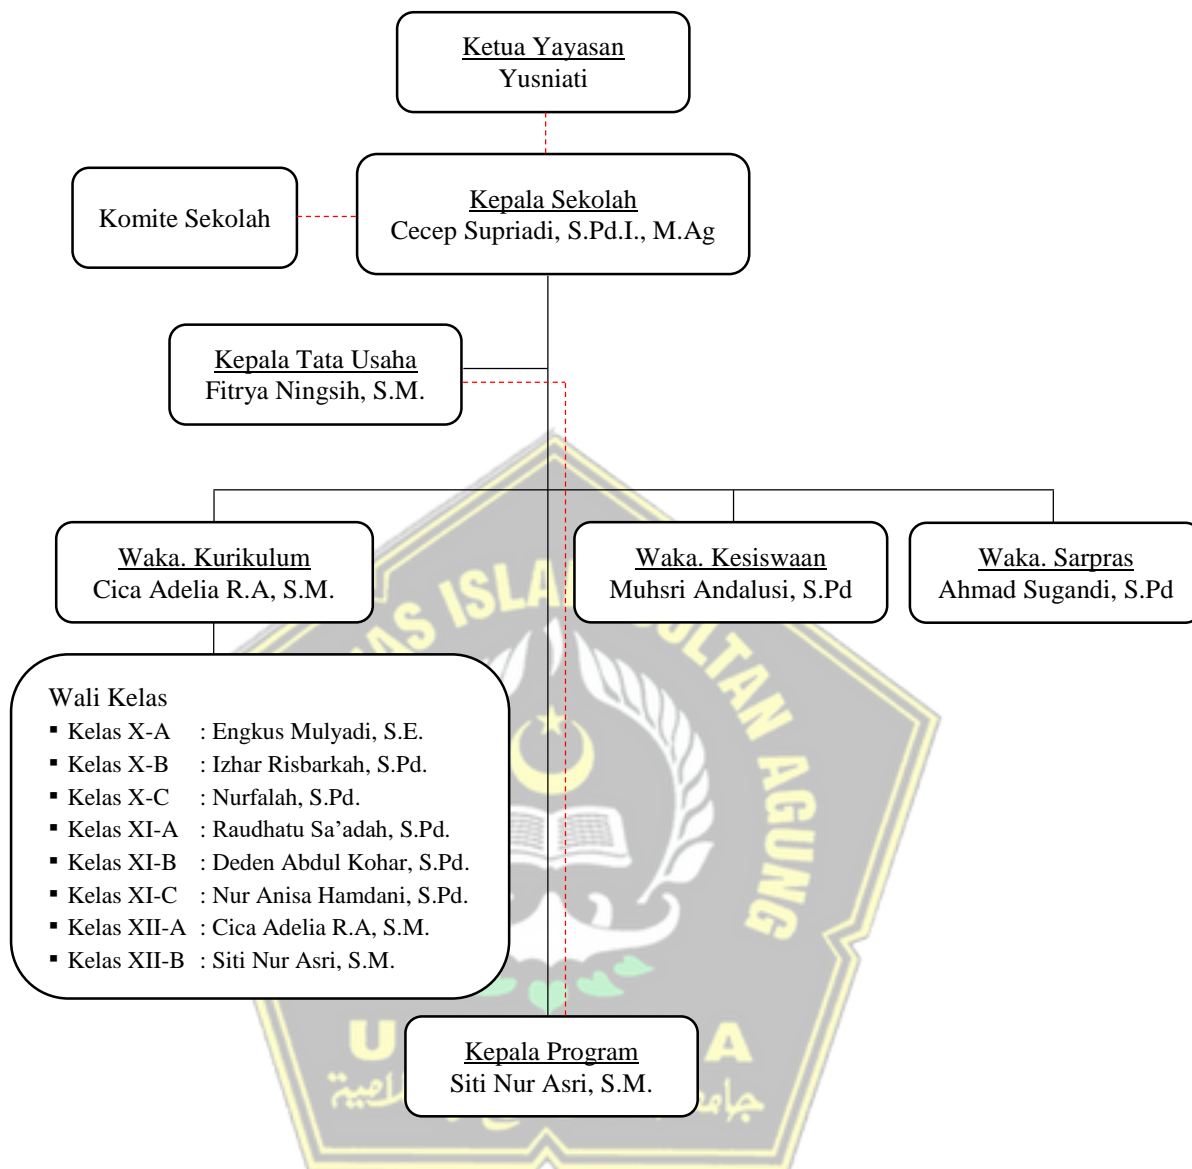 Ketua Yayasan
Yusniati
Komite Sekolah
Kepala Sekolah
Cecep Supriadi, S.Pd.I., M.Ag
Kepala Tata Usaha
Fitrya Ningsih, S.M.
Waka. Kurikulum
Cica Adelia R.A, S.M.
Waka. Kesiswaan
Muhsri Andalusi, S.Pd
Waka. Sarpras
Ahmad Sugandi, S.Pd
Wali Kelas
▪ Kelas X-A : Engkus Mulyadi, S.E.
▪ Kelas X-B : Izhar Risbarkah, S.Pd.
▪ Kelas X-C : Nurfalah, S.Pd.
▪ Kelas XI-A : Raudhatu Sa’adah, S.Pd.
▪ Kelas XI-B : Deden Abdul Kohar, S.Pd.
▪ Kelas XI-C : Nur Anisa Hamdani, S.Pd.
▪ Kelas XII-A : Cica Adelia R.A, S.M.
▪ Kelas XII-B : Siti Nur Asri, S.M.
Kepala Program
Siti Nur Asri, S.M.
AGUNG